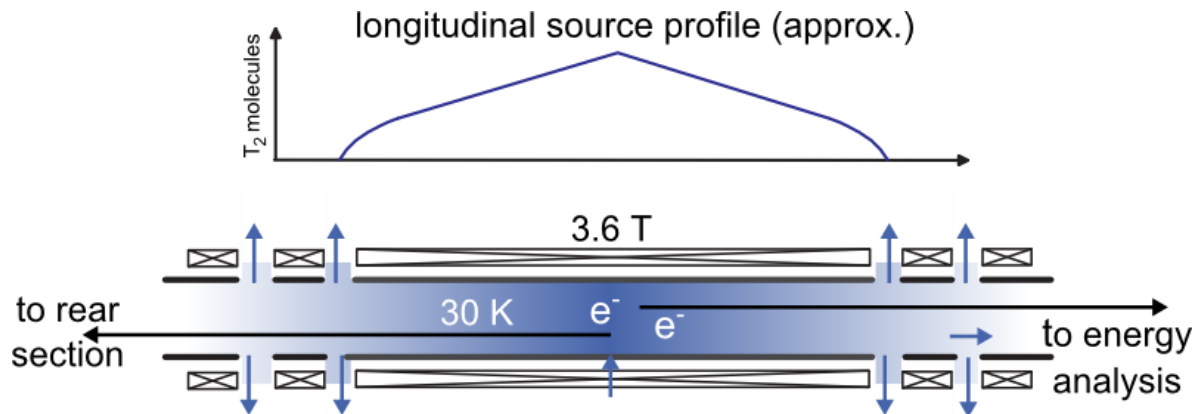 longitudinal source profile (approx.)
T₂ molecules
3.6 T
to rear
section
30 K
e⁻
e⁻
to energy
analysis